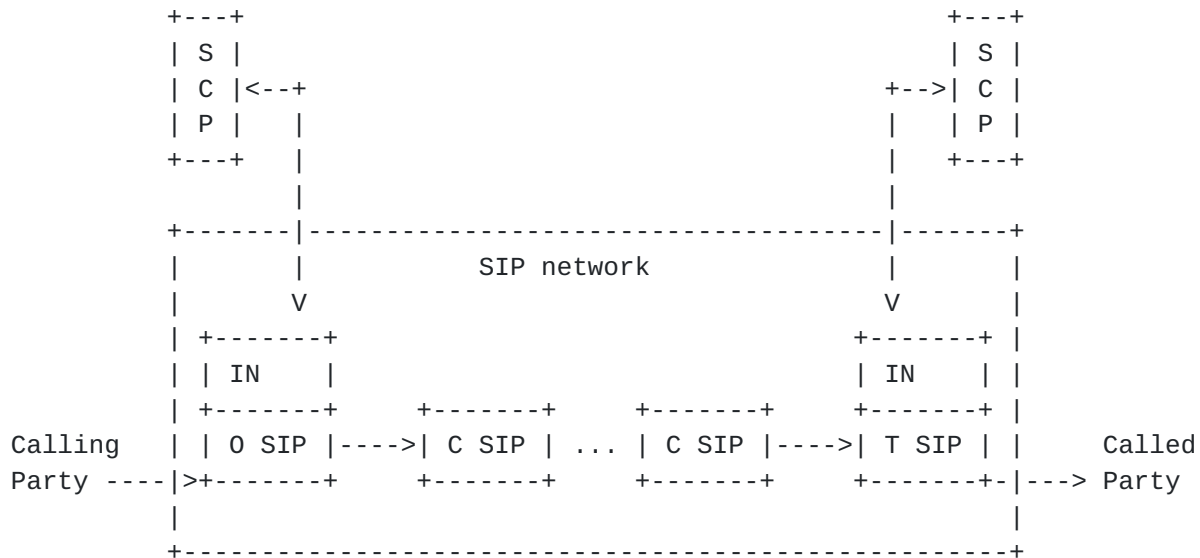 +---+                                              +---+
           | S |                                              | S |
           | C |<--+                                      +-->| C |
           | P |   |                                      |   | P |
           +---+   |                                      |   +---+
                   |                                      |
           +-------|--------------------------------------|-------+
           |       |           SIP network                |       |
           |       V                                      V       |
           | +-------+                                  +-------+ |
           | | IN    |                                  | IN    | |
           | +-------+     +-------+     +-------+      +-------+ |
Calling    | | O SIP |---->| C SIP | ... | C SIP |----->| T SIP | |     Called
Party -----|>+-------+     +-------+     +-------+      +-------+-|---> Party
           |                                                      |
           +------------------------------------------------------+